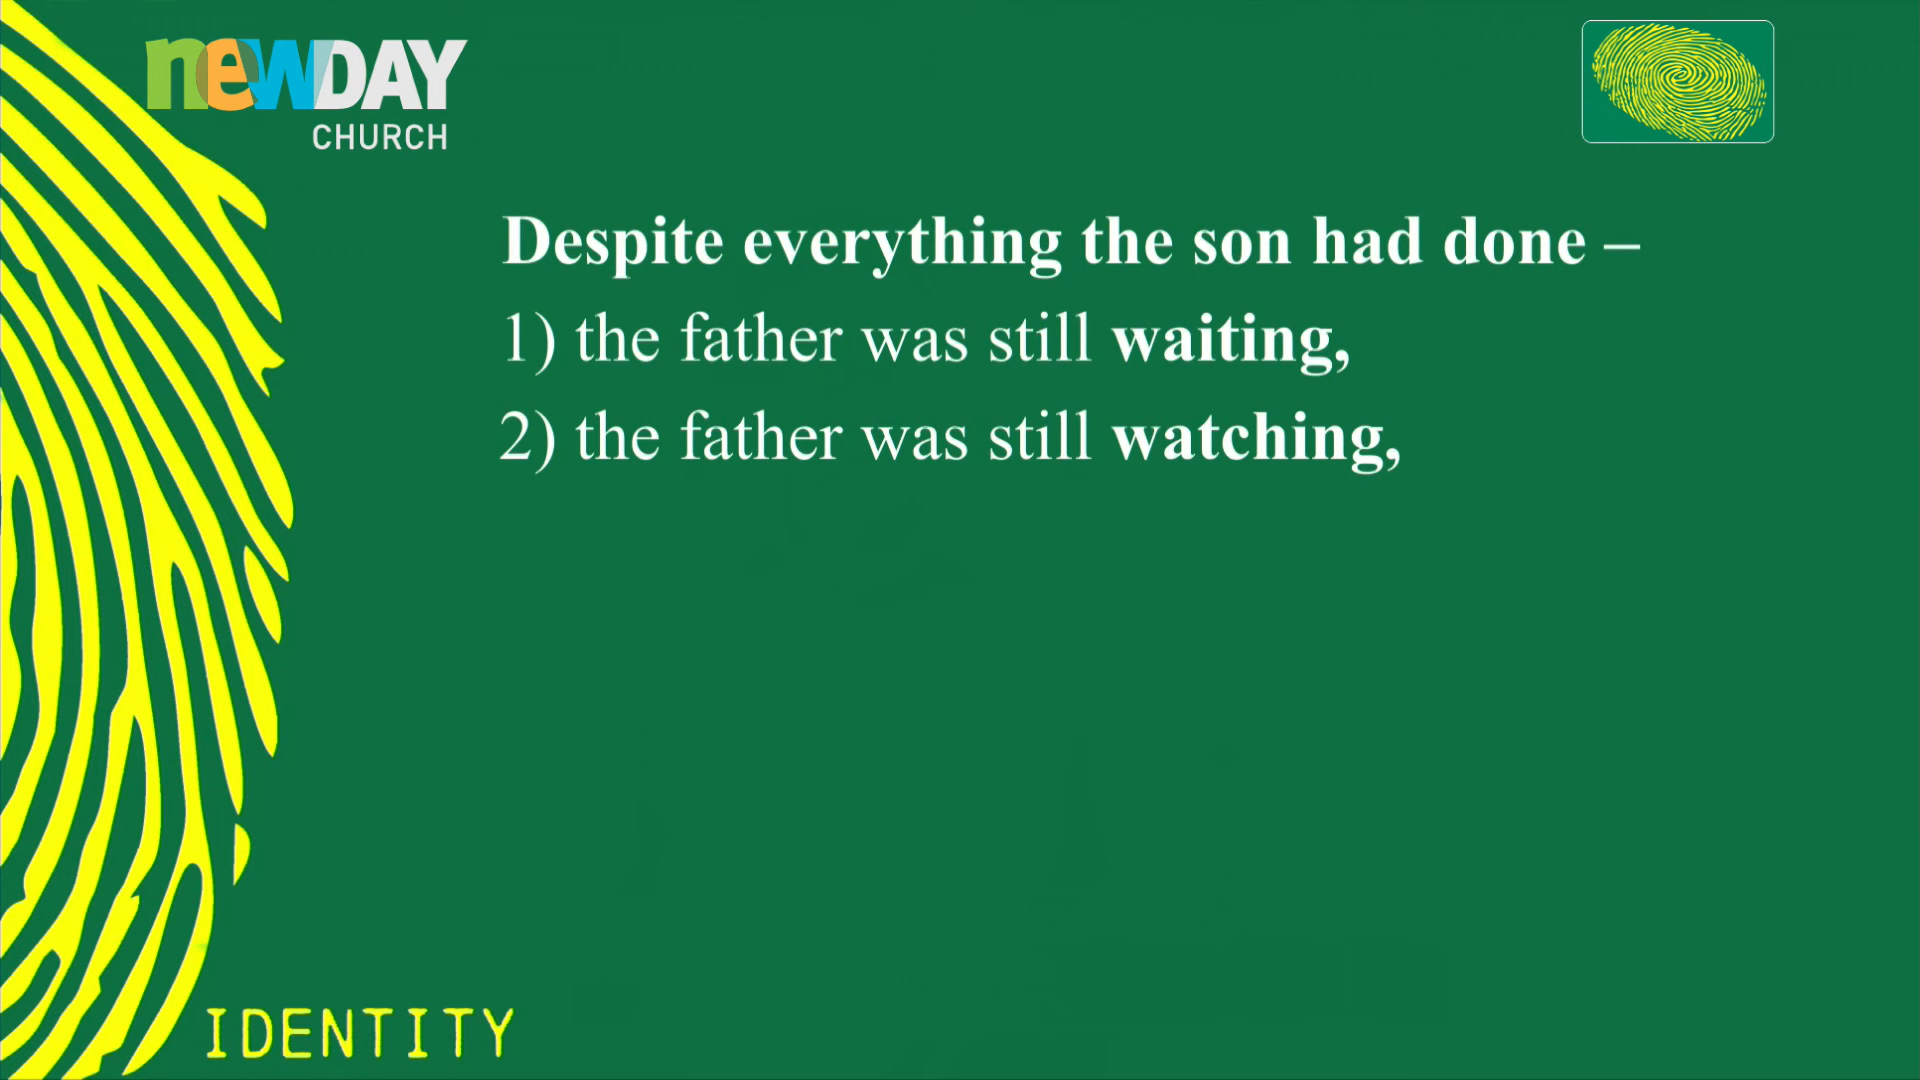 newDAY
CHURCH
Despite everything the son had done –
1) the father was still waiting,
2) the father was still watching,
IDENTITY